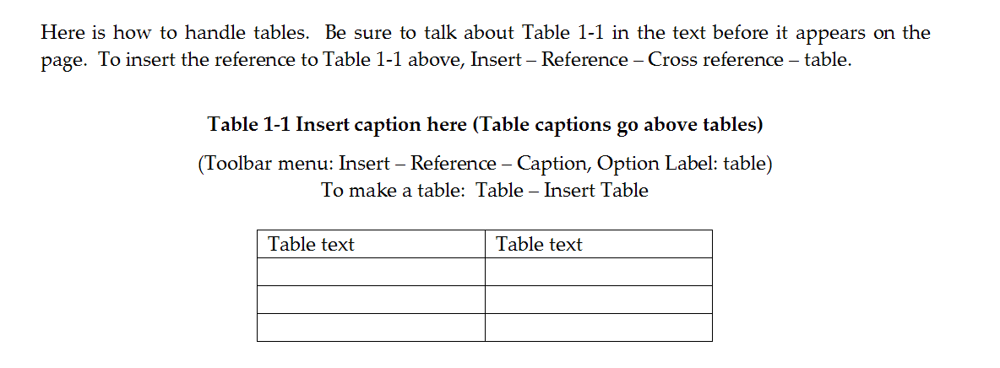 Here is how to handle tables.  Be sure to talk about Table 1-1 in the text before it appears on the
page.  To insert the reference to Table 1-1 above, Insert – Reference – Cross reference – table.
Table 1-1 Insert caption here (Table captions go above tables)
(Toolbar menu: Insert – Reference – Caption, Option Label: table)
To make a table:  Table – Insert Table
Table text Table text